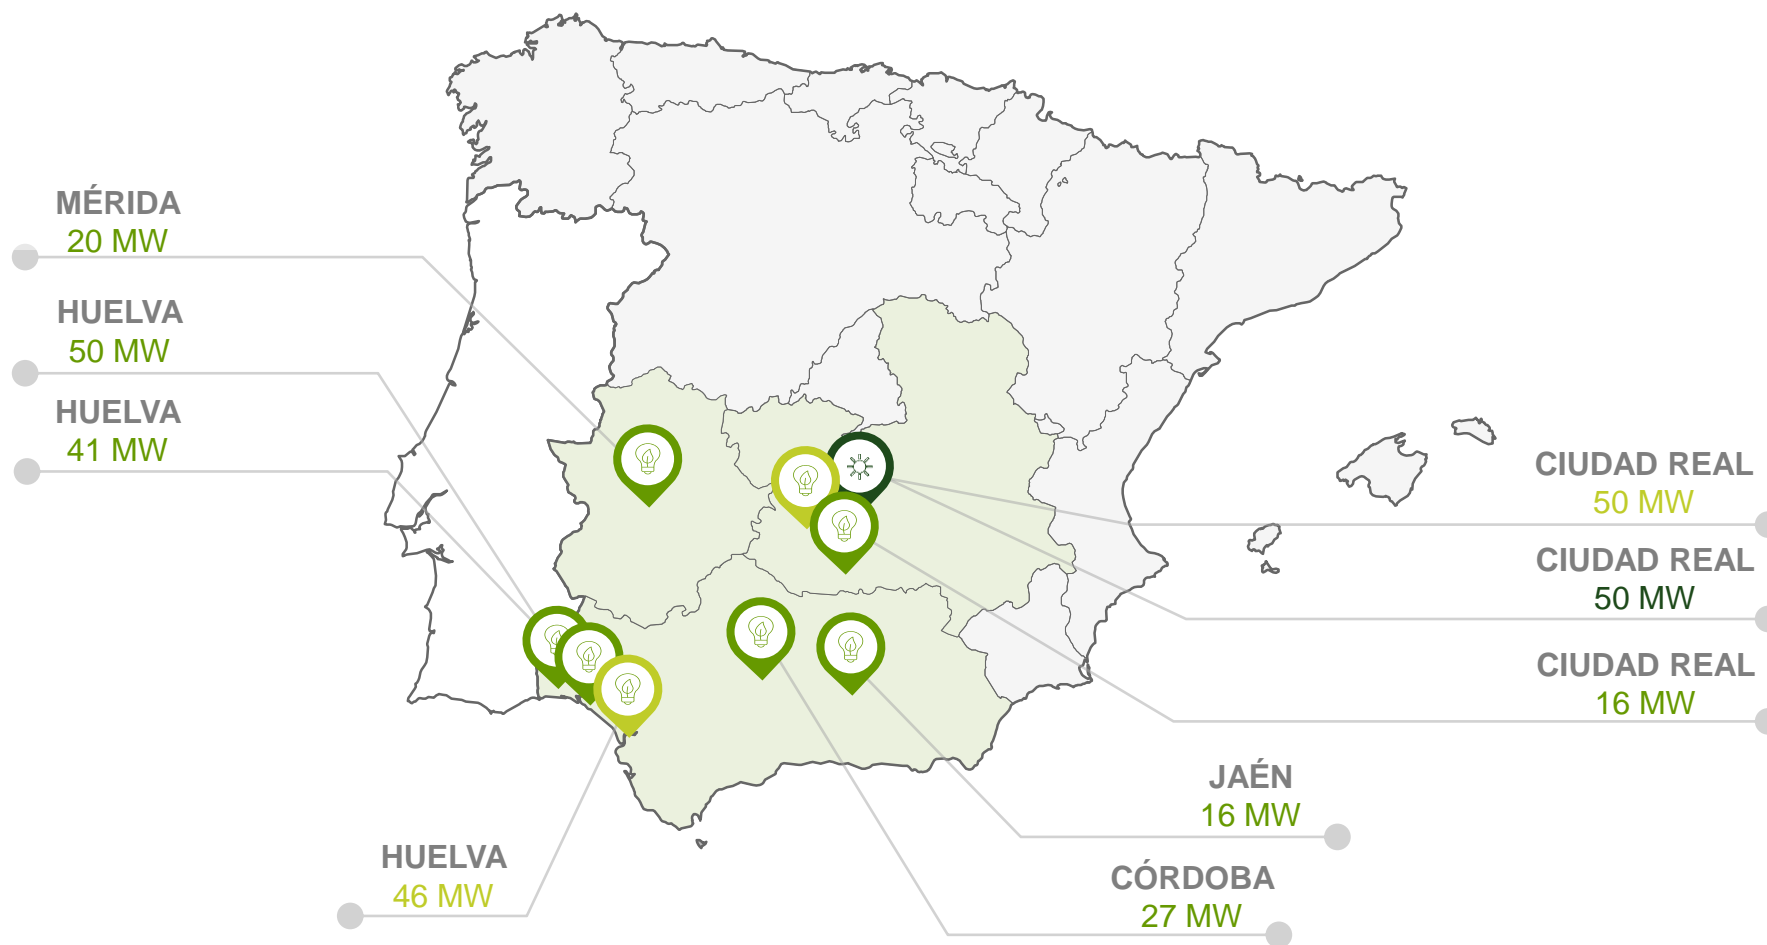 MÉRIDA
20 MW
HUELVA
50 MW
HUELVA
41 MW
CIUDAD REAL
50 MW
CIUDAD REAL
50 MW
CIUDAD REAL
16 MW
JAÉN
16 MW
HUELVA
46 MW
CÓRDOBA
27 MW